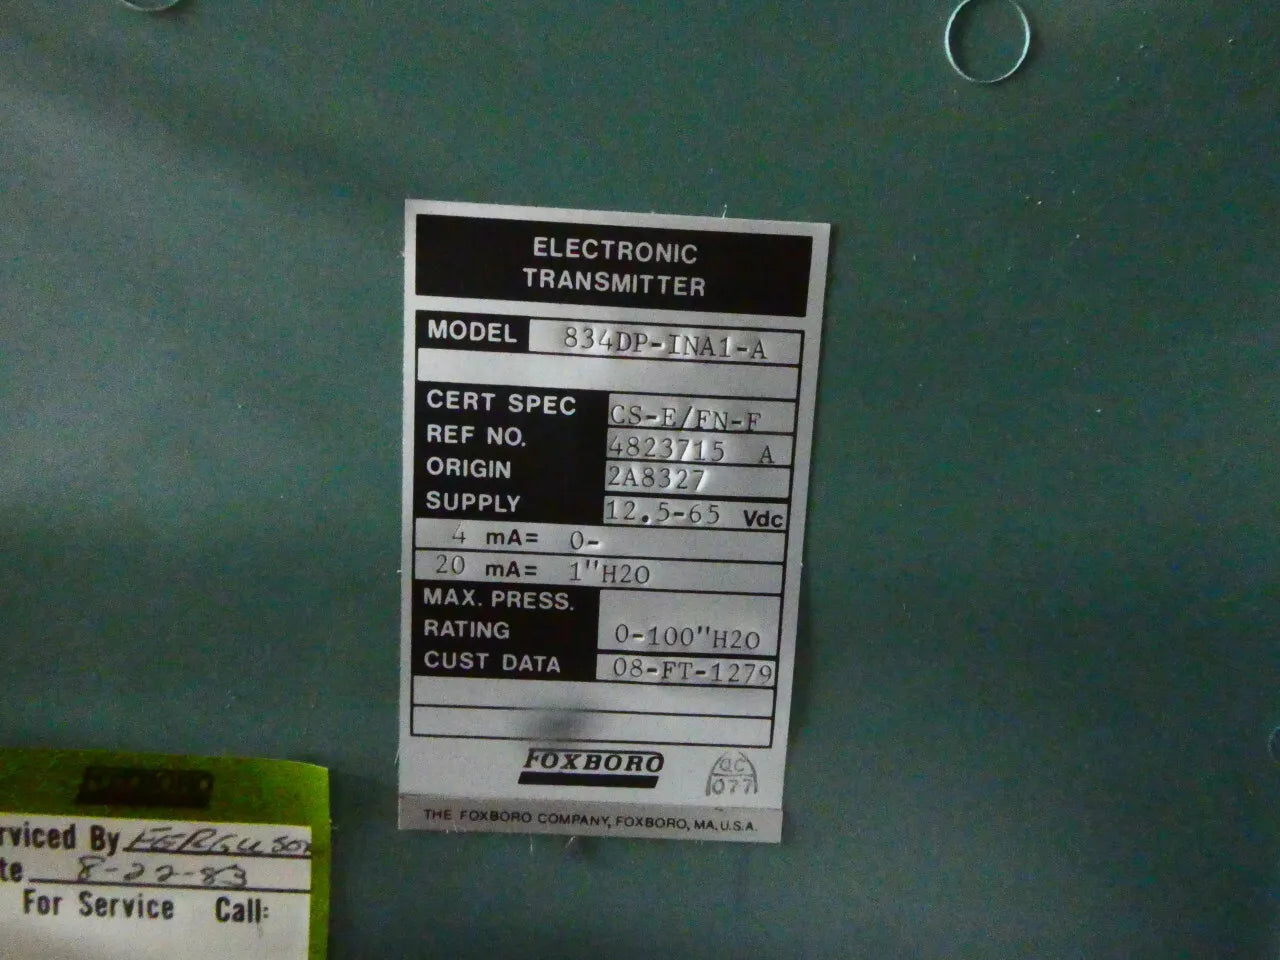 ELECTRONIC
TRANSMITTER
MODEL 834DP-INA1-A
CERT SPEC CS-E/FN-F
REF NO. 4823715 A
ORIGIN 2A8327
SUPPLY 12.5-65 Vdc
4 mA= 0-
20 mA= 1"H2O
MAX. PRESS.
RATING 0-100"H2O
CUST DATA 08-FT-1279
FOXBORO
QC
077
THE FOXBORO COMPANY, FOXBORO, MA. U.S.A.
FOXBORO
rviced By FERGUSON
te 8-22-83
For Service Call: